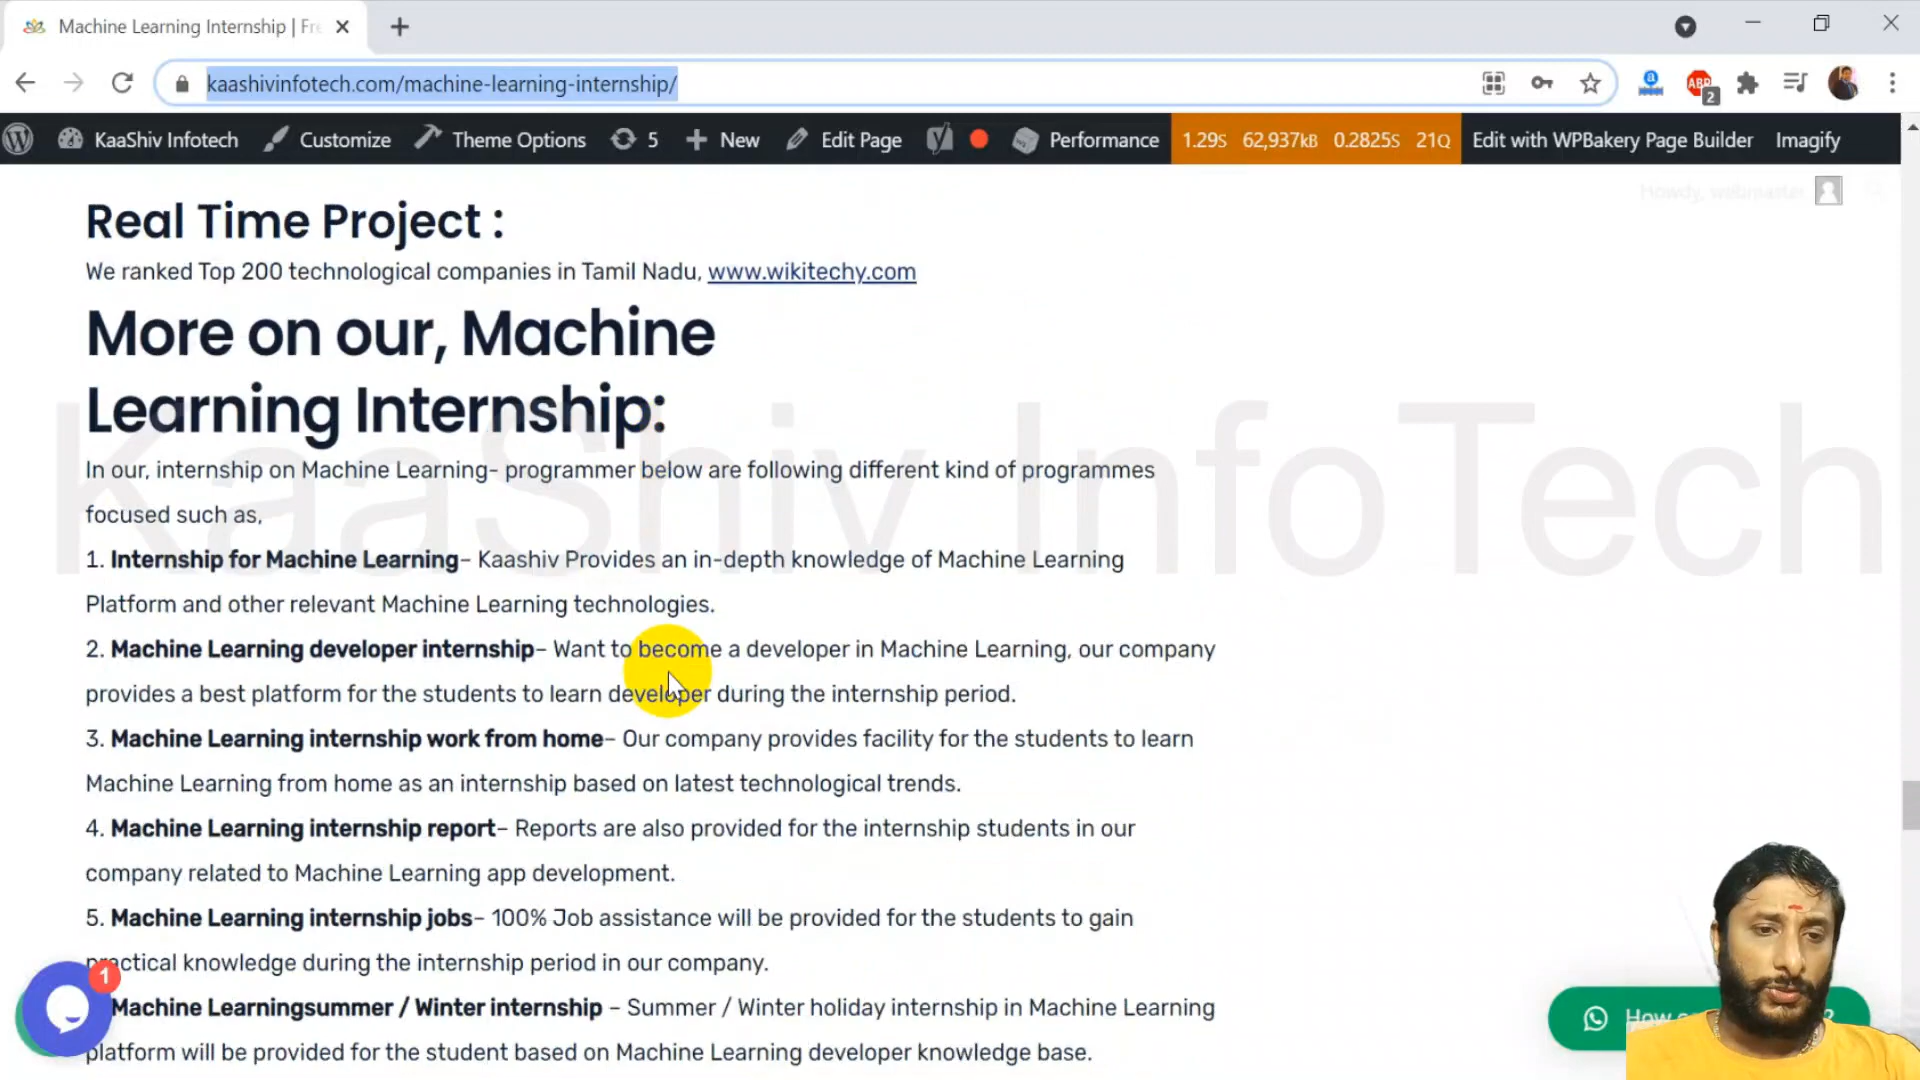 Machine Learning Internship | Fre
kaashivinfotech.com/machine-learning-internship/
ABP
2
KaaShiv Infotech Customize Theme Options 5 New Edit Page Performance 1.29S 62,937KB 0.2825S 21Q Edit with WPBakery Page Builder Imagify
Howdy, webmaster
Real Time Project :
We ranked Top 200 technological companies in Tamil Nadu, www.wikitechy.com
More on our, Machine
Learning Internship:
KaaShiv InfoTech
In our, internship on Machine Learning- programmer below are following different kind of programmes
focused such as,
1. Internship for Machine Learning– Kaashiv Provides an in-depth knowledge of Machine Learning
Platform and other relevant Machine Learning technologies.
2. Machine Learning developer internship– Want to become a developer in Machine Learning, our company
provides a best platform for the students to learn developer during the internship period.
3. Machine Learning internship work from home– Our company provides facility for the students to learn
Machine Learning from home as an internship based on latest technological trends.
4. Machine Learning internship report– Reports are also provided for the internship students in our
company related to Machine Learning app development.
5. Machine Learning internship jobs– 100% Job assistance will be provided for the students to gain
practical knowledge during the internship period in our company.
1
Machine Learningsummer / Winter internship – Summer / Winter holiday internship in Machine Learning
platform will be provided for the student based on Machine Learning developer knowledge base.
How ?